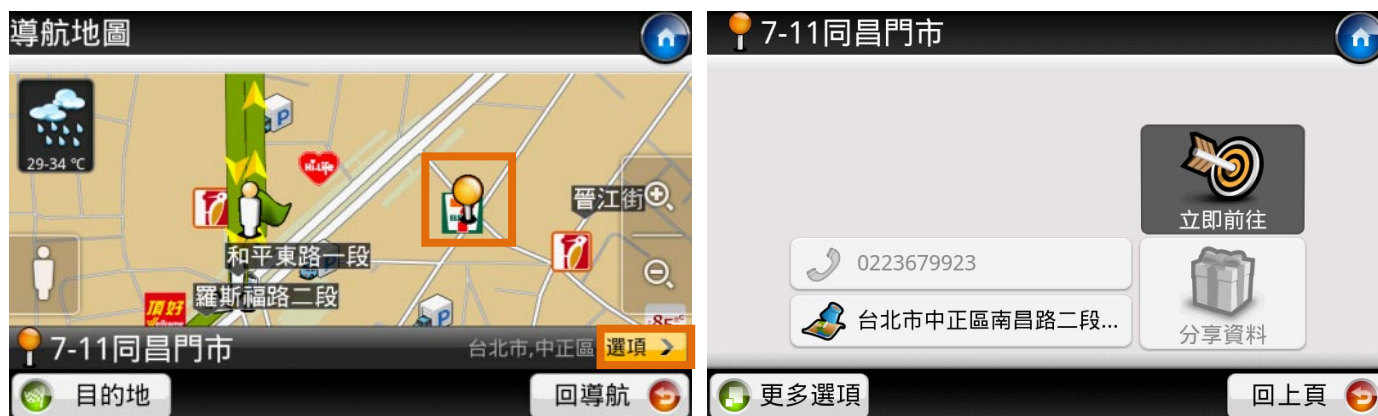 導航地圖
29-34 ℃
P
Hi-Life
晉江街
和平東路一段
羅斯福路二段
頂好
Wellcome
P
85℃
7-11同昌門市
台北市,中正區
選項
目的地
回導航
7-11同昌門市
立即前往
0223679923
台北市中正區南昌路二段...
分享資料
更多選項
回上頁